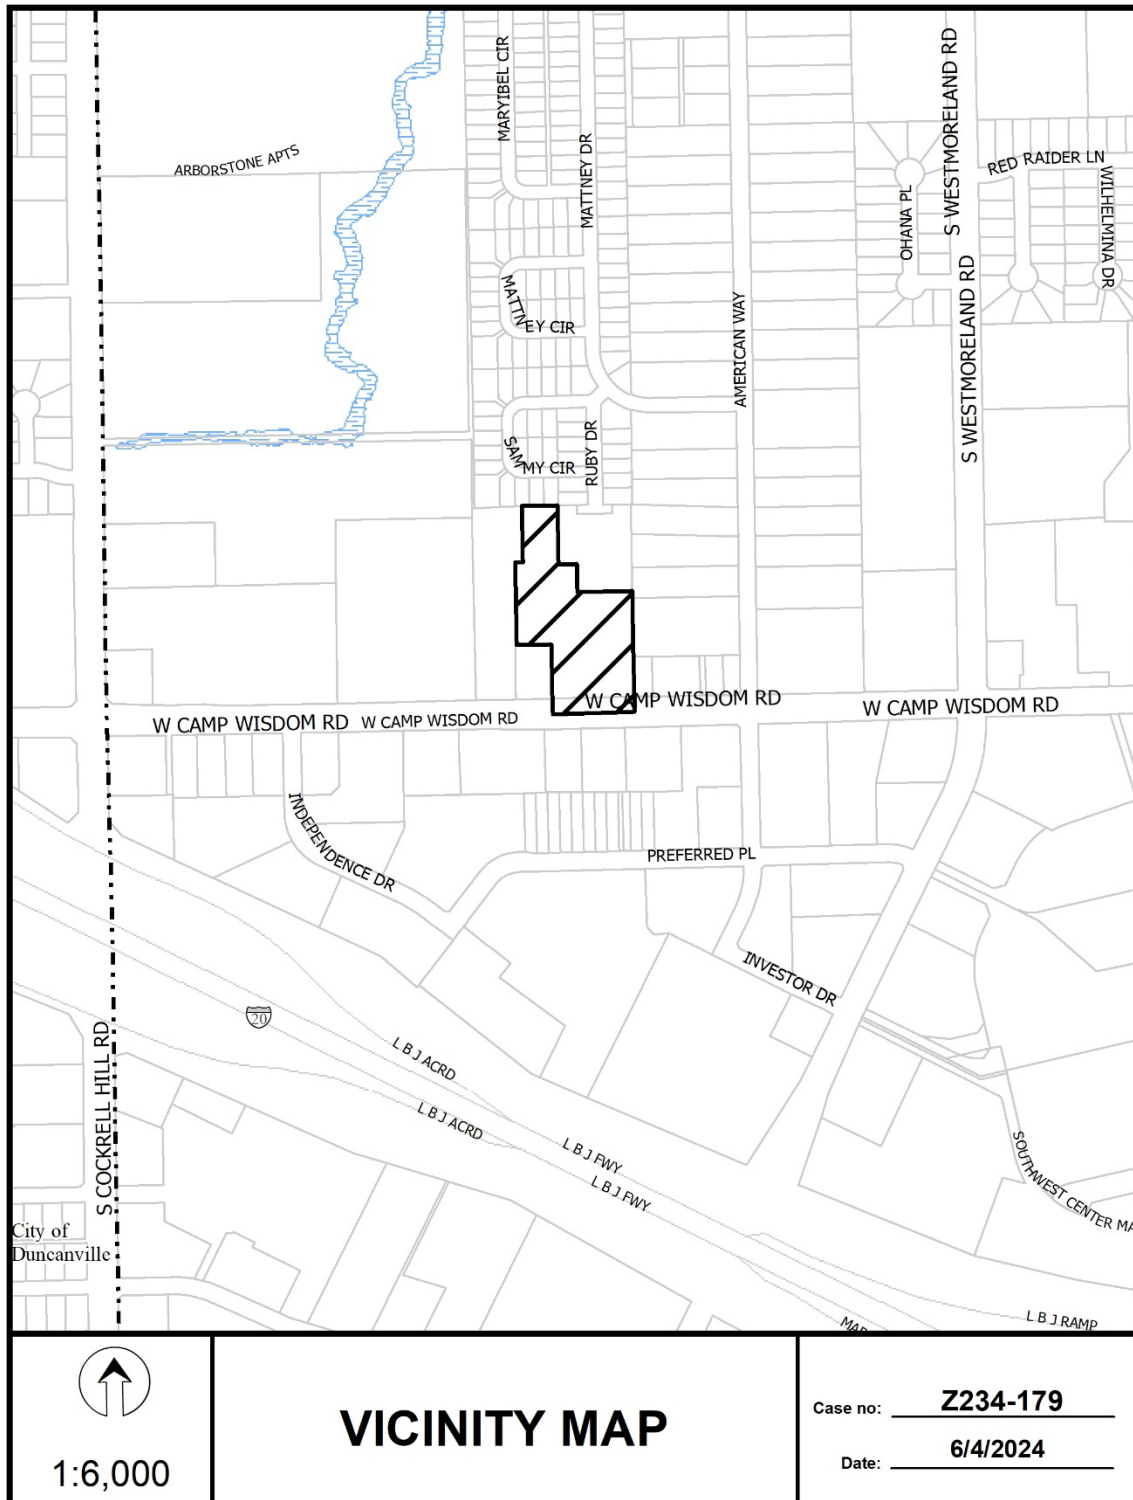 MARYIBEL CIR
S WESTMORELAND RD
ARBORSTONE APTS
MATTNEY DR
RED RAIDER LN
WILHELMINA DR
OHANA PL
S WESTMORELAND RD
MATTNEY CIR
AMERICAN WAY
SAMMY CIR
RUBY DR
W CAMP WISDOM RD
W CAMP WISDOM RD
W CAMP WISDOM RD
W CAMP WISDOM RD
INDEPENDENCE DR
PREFERRED PL
INVESTOR DR
20
S COCKRELL HILL RD
L B J ACRD
L B J ACRD
L B J FWY
L B J FWY
SOUTHWEST CENTER MA
City of
Duncanville
L B J RAMP
1:6,000
VICINITY MAP
Case no: Z234-179
Date: 6/4/2024